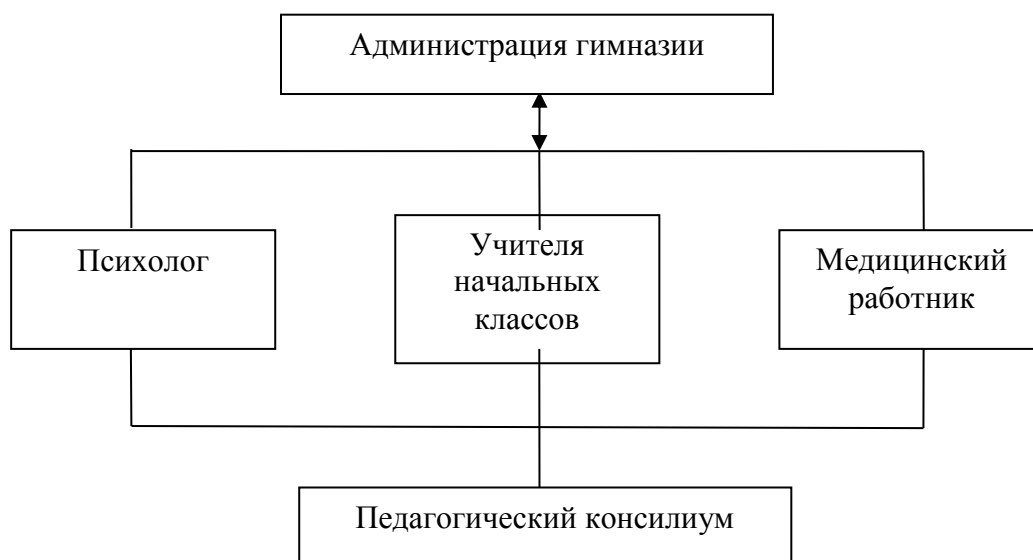 Администрация гимназии
Психолог
Учителя
начальных
классов
Медицинский
работник
Педагогический консилиум